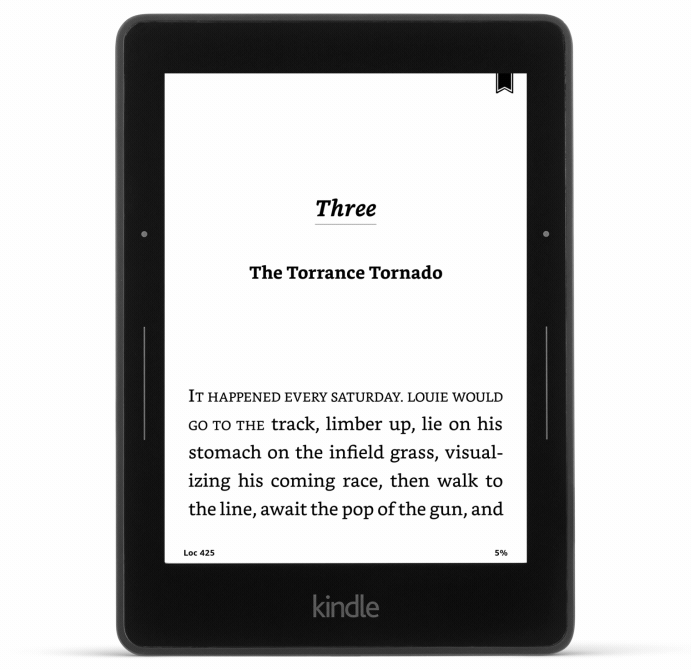 Three
The Torrance Tornado
IT HAPPENED EVERY SATURDAY. LOUIE WOULD
GO TO THE track, limber up, lie on his
stomach on the infield grass, visual-
izing his coming race, then walk to
the line, await the pop of the gun, and
Loc 425 5%
kindle